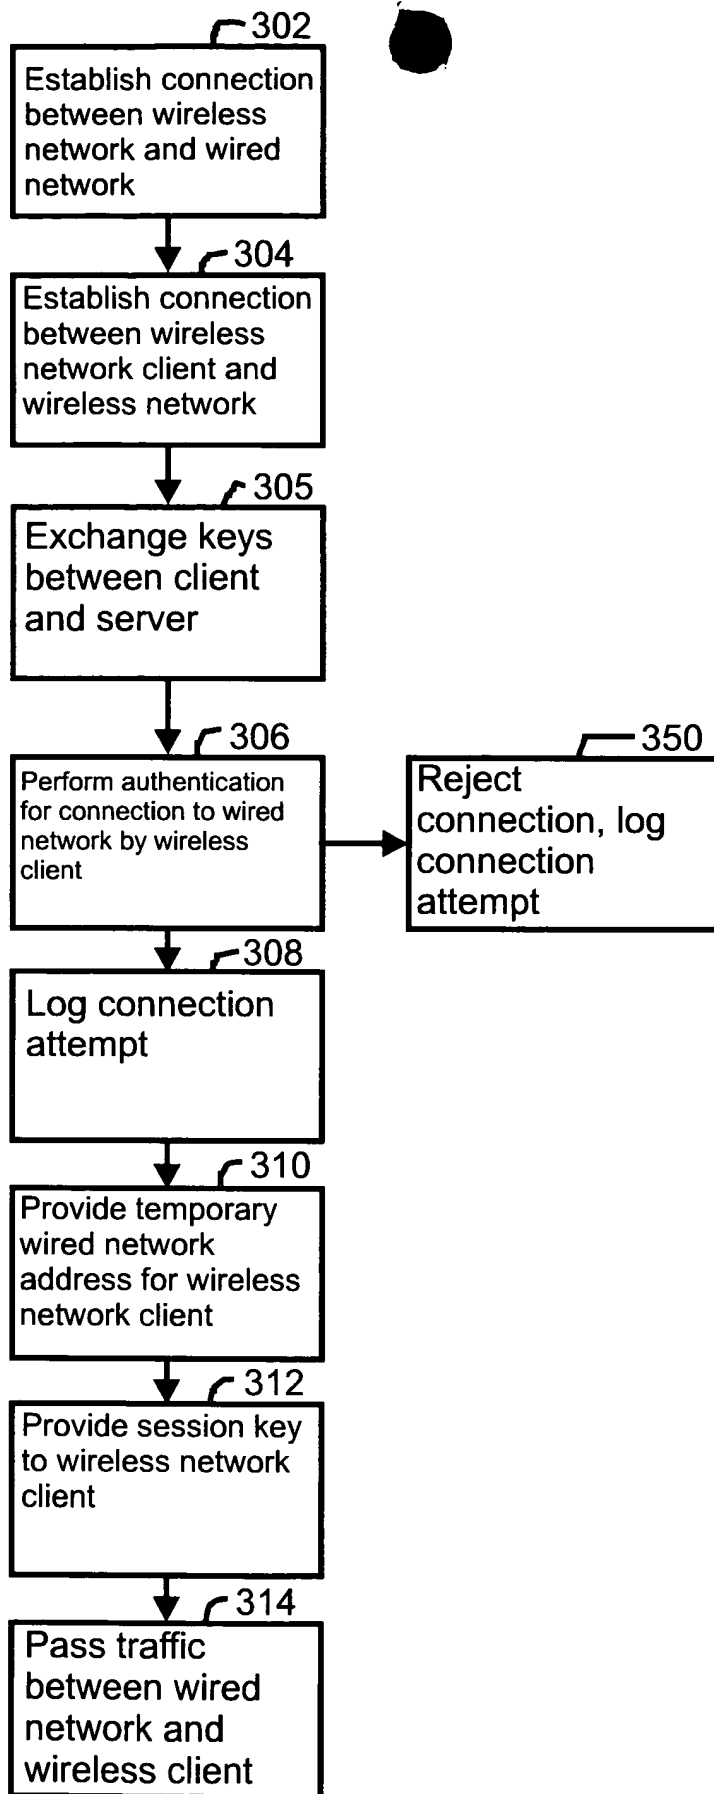 302
Establish connection
between wireless
network and wired
network
304
Establish connection
between wireless
network client and
wireless network
305
Exchange keys
between client
and server
306
Perform authentication
for connection to wired
network by wireless
client
350
Reject
connection, log
connection
attempt
308
Log connection
attempt
310
Provide temporary
wired network
address for wireless
network client
312
Provide session key
to wireless network
client
314
Pass traffic
between wired
network and
wireless client